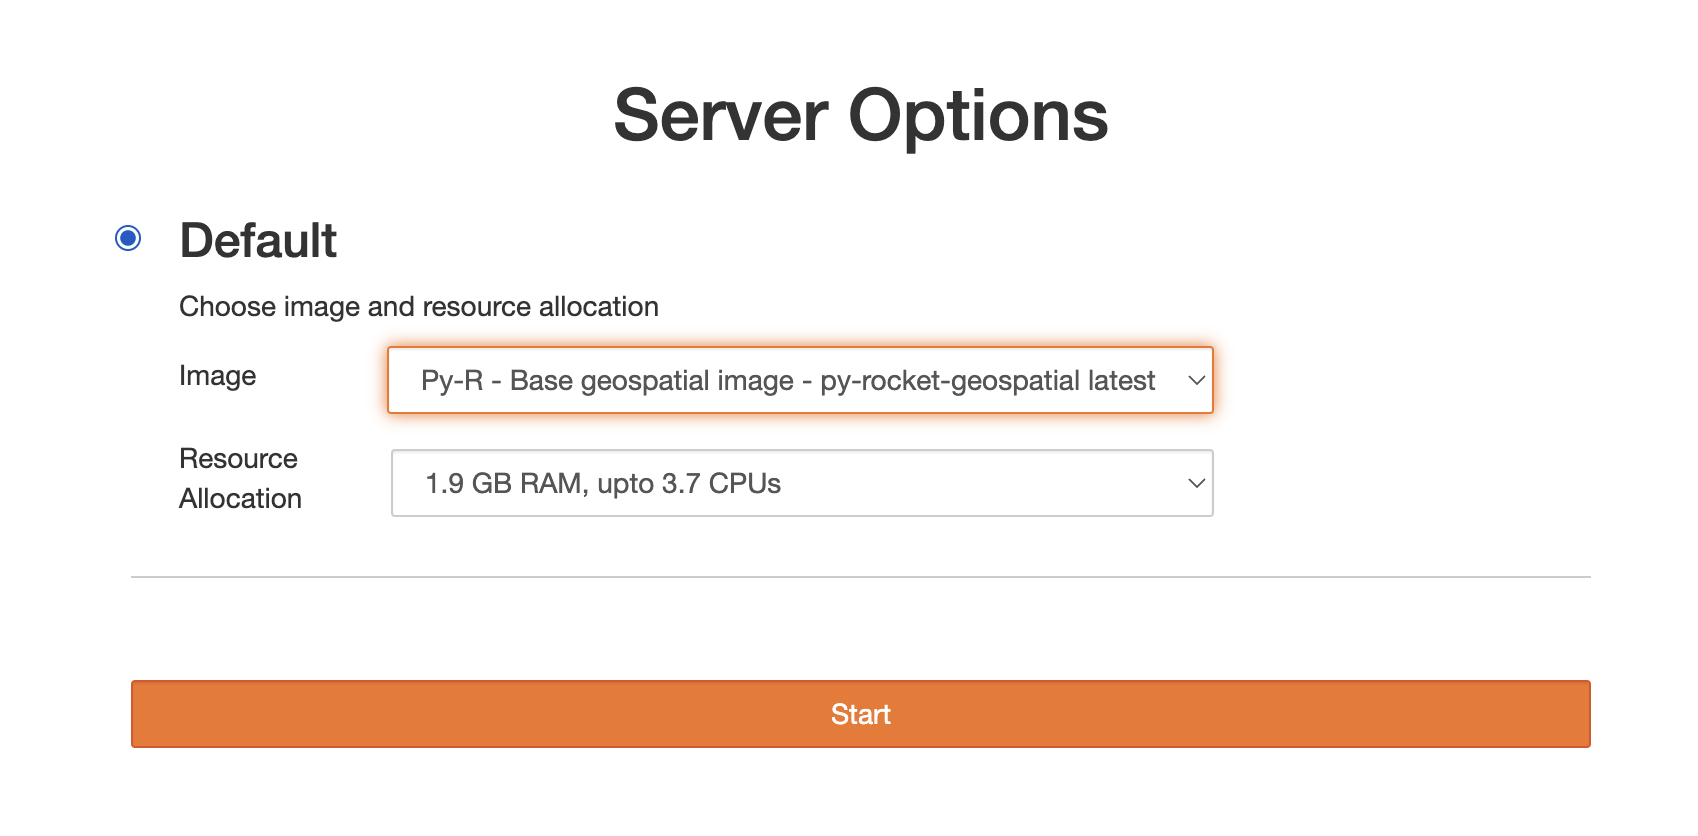 Server Options
Default
Choose image and resource allocation
Image
Py-R - Base geospatial image - py-rocket-geospatial latest
Resource
Allocation
1.9 GB RAM, upto 3.7 CPUs
Start